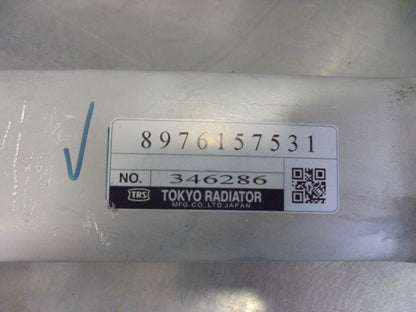 8976157531
NO. 346286
TRS TOKYO RADIATOR
MFG.CO.,LTD.JAPAN